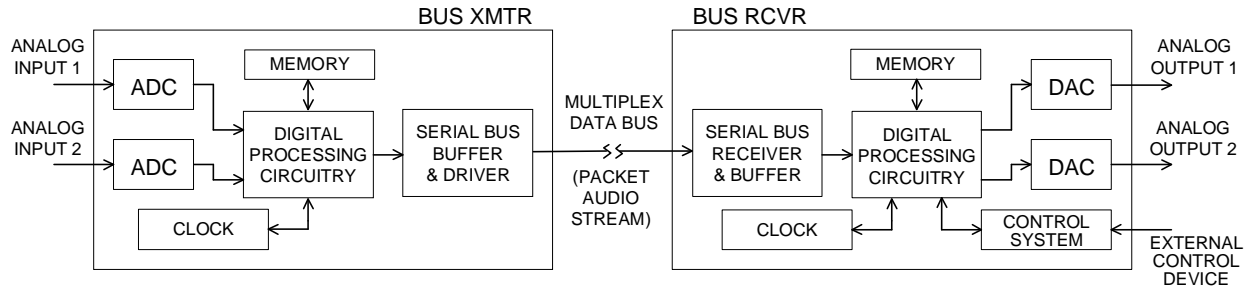 BUS XMTR
ANALOG
INPUT 1
ADC
ANALOG
INPUT 2
ADC
MEMORY
DIGITAL
PROCESSING
CIRCUITRY
CLOCK
SERIAL BUS
BUFFER
& DRIVER
MULTIPLEX
DATA BUS
(PACKET
AUDIO
STREAM)
BUS RCVR
SERIAL BUS
RECEIVER
& BUFFER
MEMORY
DIGITAL
PROCESSING
CIRCUITRY
CLOCK
DAC
ANALOG
OUTPUT 1
DAC
ANALOG
OUTPUT 2
CONTROL
SYSTEM
EXTERNAL
CONTROL
DEVICE